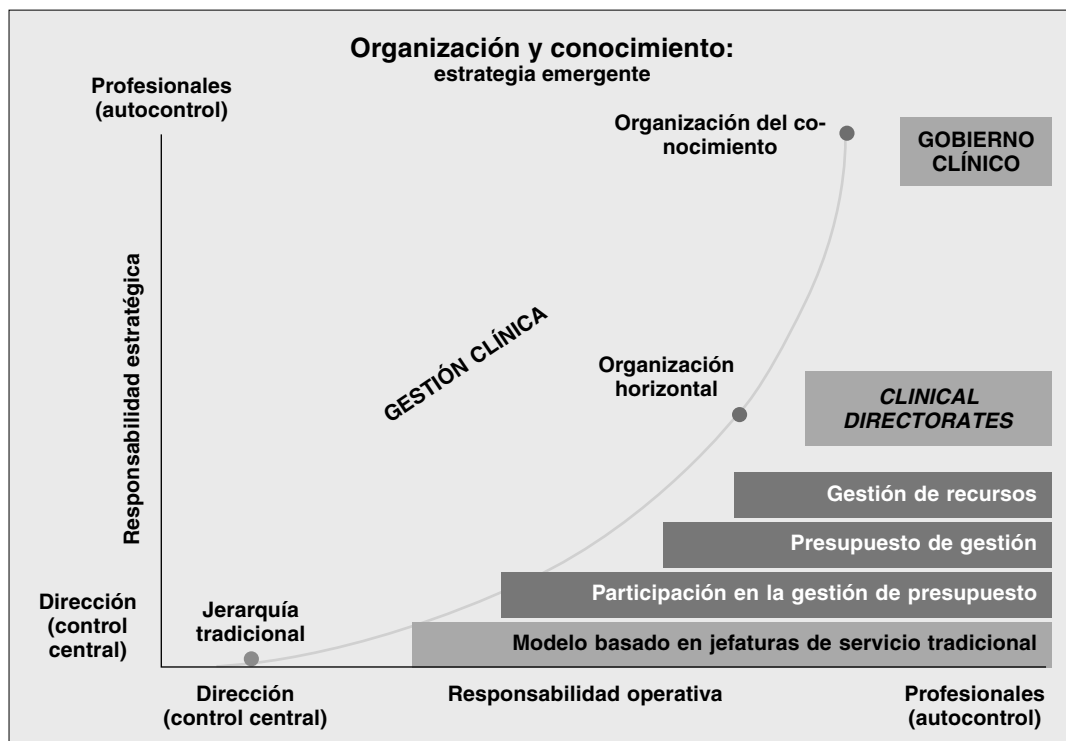 Organización y conocimiento:
estrategia emergente
Profesionales
(autocontrol)
Organización del co-
nocimiento
GOBIERNO
CLÍNICO
Responsabilidad estratégica
GESTIÓN CLÍNICA
Organización
horizontal
CLINICAL
DIRECTORATES
Gestión de recursos
Presupuesto de gestión
Participación en la gestión de presupuesto
Modelo basado en jefaturas de servicio tradicional
Dirección
(control
central)
Jerarquía
tradicional
Dirección
(control central)
Responsabilidad operativa
Profesionales
(autocontrol)